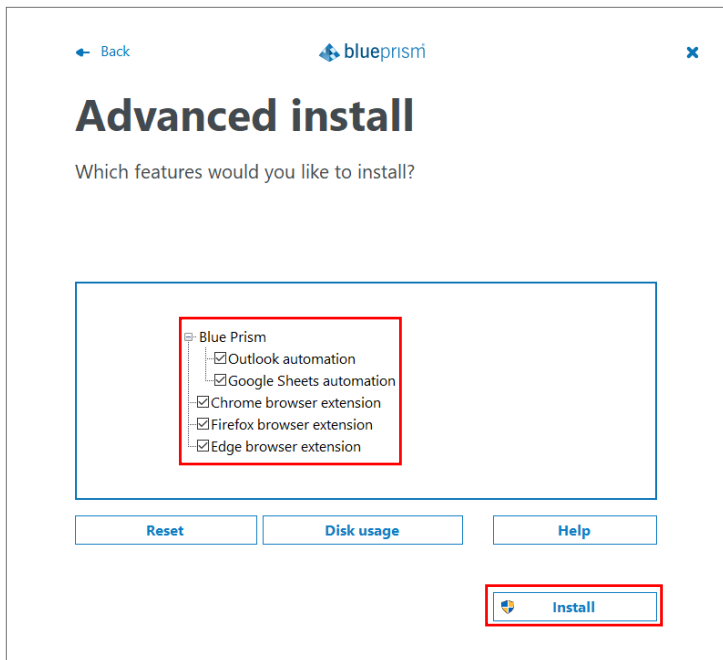 Back
blueprism
Advanced install
Which features would you like to install?
Blue Prism
Outlook automation
Google Sheets automation
Chrome browser extension
Firefox browser extension
Edge browser extension
Reset Disk usage Help
Install